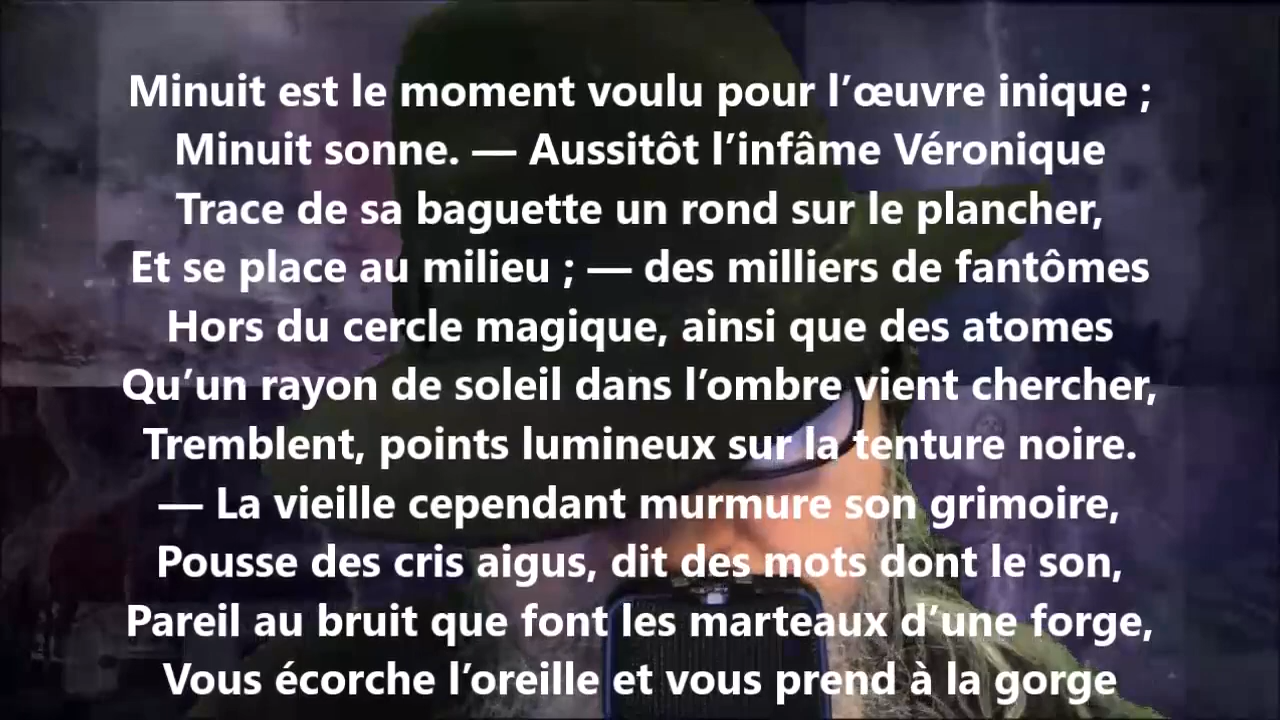 Minuit est le moment voulu pour l’œuvre inique ;
Minuit sonne. — Aussitôt l’infâme Véronique
Trace de sa baguette un rond sur le plancher,
Et se place au milieu ; — des milliers de fantômes
Hors du cercle magique, ainsi que des atomes
Qu’un rayon de soleil dans l’ombre vient chercher,
Tremblent, points lumineux sur la tenture noire.
— La vieille cependant murmure son grimoire,
Pousse des cris aigus, dit des mots dont le son,
Pareil au bruit que font les marteaux d’une forge,
Vous écorche l’oreille et vous prend à la gorge